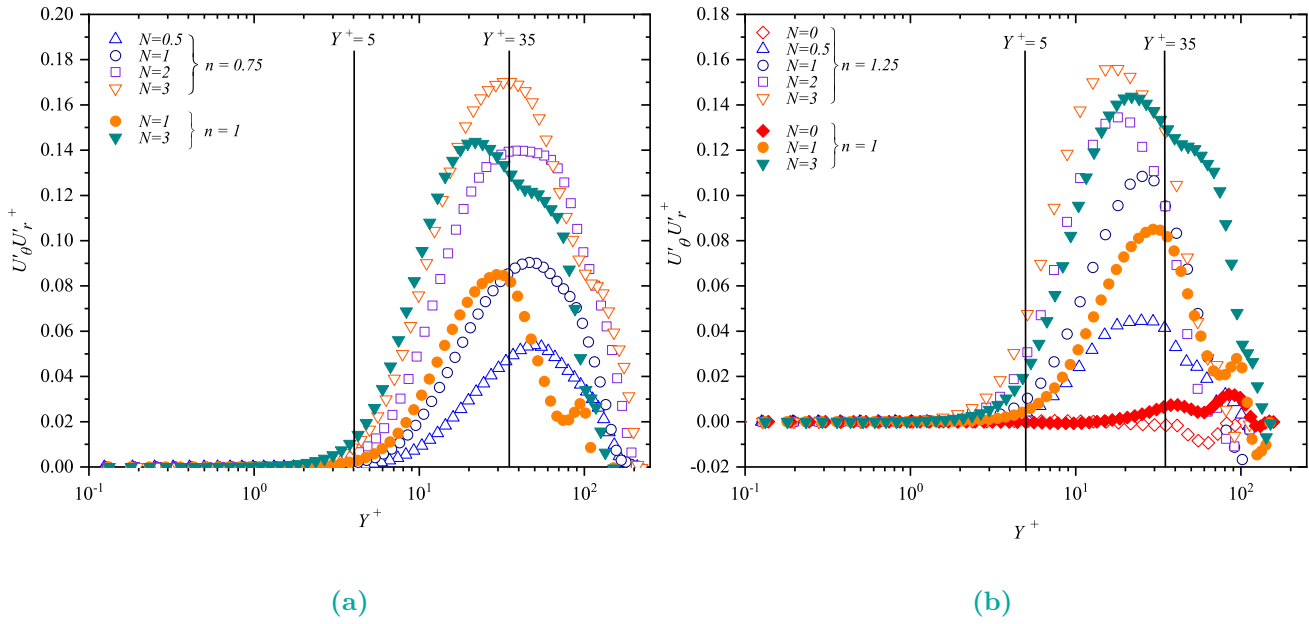 0.20
0.18
0.16
0.14
0.12
0.10
0.08
0.06
0.04
0.02
0.00
10⁻¹ 10⁰ 10¹ 10² 
Y⁺
U'θU'r⁺
N=0.5
N=1
N=2
N=3
n = 0.75
N=1
N=3
n = 1
Y⁺= 5
Y⁺= 35
(a)
0.18
0.16
0.14
0.12
0.10
0.08
0.06
0.04
0.02
0.00
-0.02
10⁻¹ 10⁰ 10¹ 10²
Y⁺
U'θU'r⁺
N=0
N=0.5
N=1
N=2
N=3
n = 1.25
N=0
N=1
N=3
n = 1
Y⁺= 5
Y⁺= 35
(b)